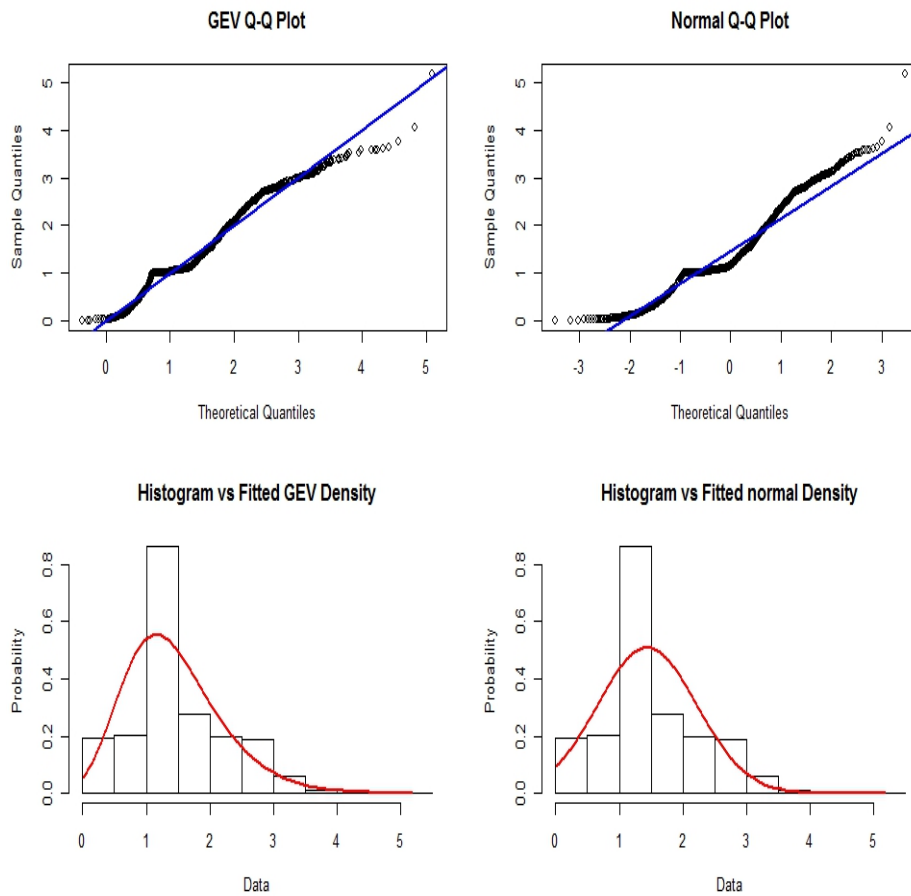 GEV Q-Q Plot
Sample Quantiles
0 1 2 3 4 5
0 1 2 3 4 5
Theoretical Quantiles
Normal Q-Q Plot
Sample Quantiles
0 1 2 3 4 5
-3 -2 -1 0 1 2 3
Theoretical Quantiles
Histogram vs Fitted GEV Density
Probability
0.0 0.2 0.4 0.6 0.8
0 1 2 3 4 5
Data
Histogram vs Fitted normal Density
Probability
0.0 0.2 0.4 0.6 0.8
0 1 2 3 4 5
Data